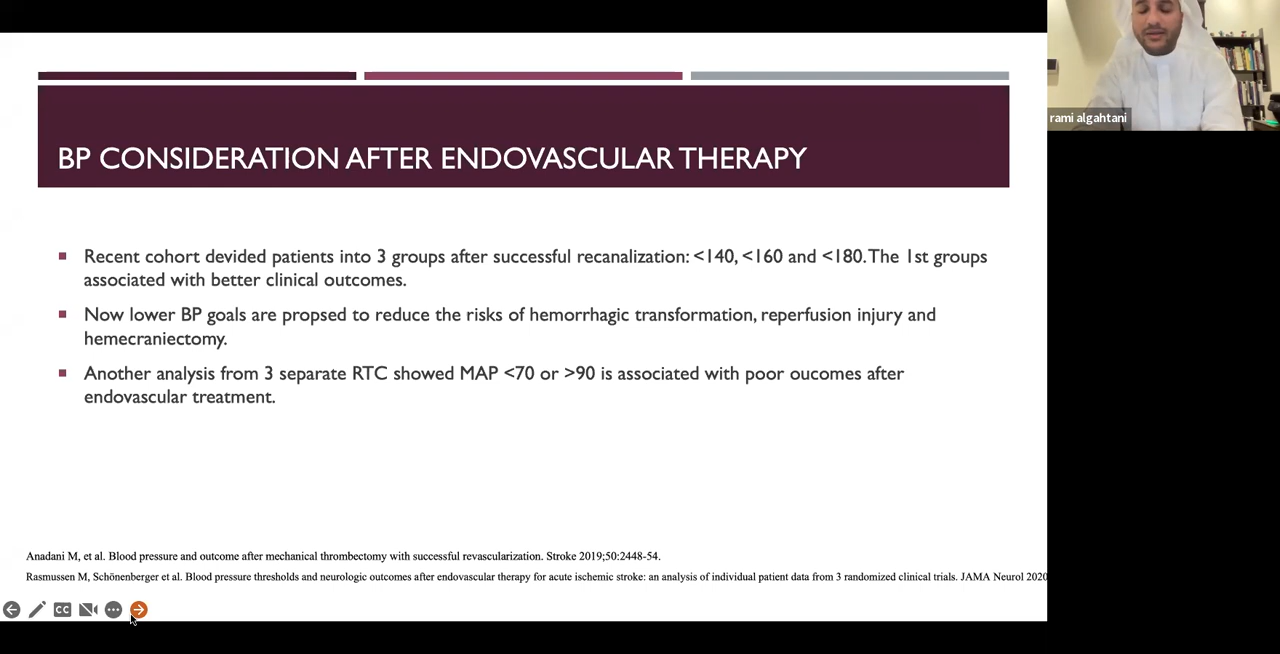 BP CONSIDERATION AFTER ENDOVASCULAR THERAPY
Recent cohort devided patients into 3 groups after successful recanalization: <140, <160 and <180. The 1st groups
associated with better clinical outcomes.
Now lower BP goals are propsed to reduce the risks of hemorrhagic transformation, reperfusion injury and
hemecraniectomy.
Another analysis from 3 separate RTC showed MAP <70 or >90 is associated with poor oucomes after
endovascular treatment.
Anadani M, et al. Blood pressure and outcome after mechanical thrombectomy with successful revascularization. Stroke 2019;50:2448-54.
Rasmussen M, Schönenberger et al. Blood pressure thresholds and neurologic outcomes after endovascular therapy for acute ischemic stroke: an analysis of individual patient data from 3 randomized clinical trials. JAMA Neurol 2020
CC
rami algahtani